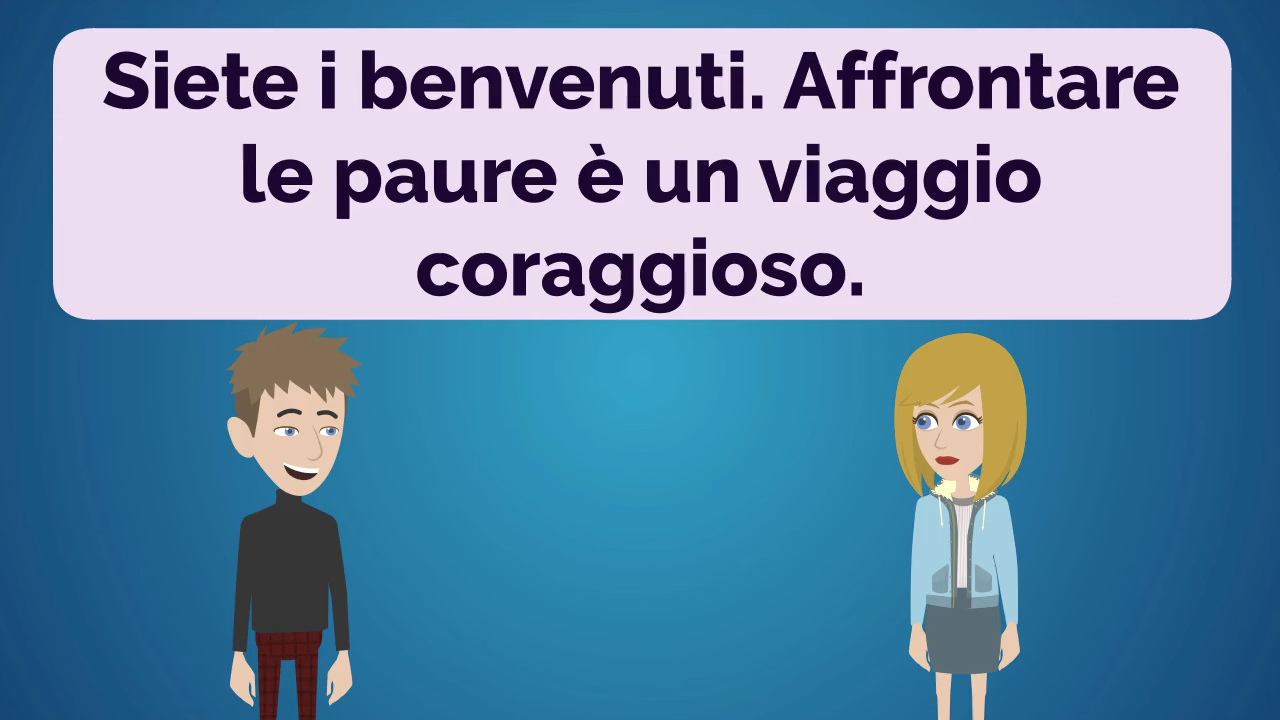 Siete i benvenuti. Affrontare
le paure è un viaggio
coraggioso.